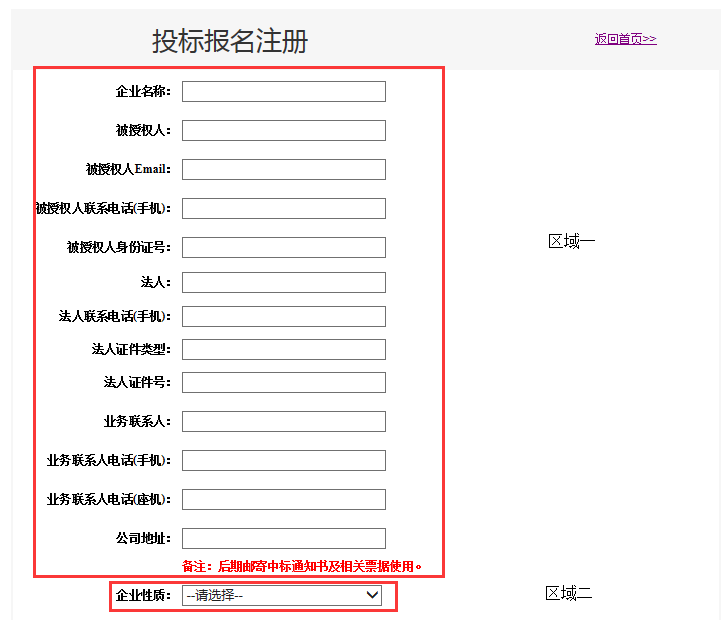 投标报名注册
返回首页>>
企业名称：
被授权人：
被授权人Email：
被授权人联系电话(手机)：
被授权人身份证号：
区域一
法人：
法人联系电话(手机)：
法人证件类型：
法人证件号：
业务联系人：
业务联系人电话(手机)：
业务联系人电话(座机)：
公司地址：
备注：后期邮寄中标通知书及相关票据使用。
企业性质： --请选择--
区域二